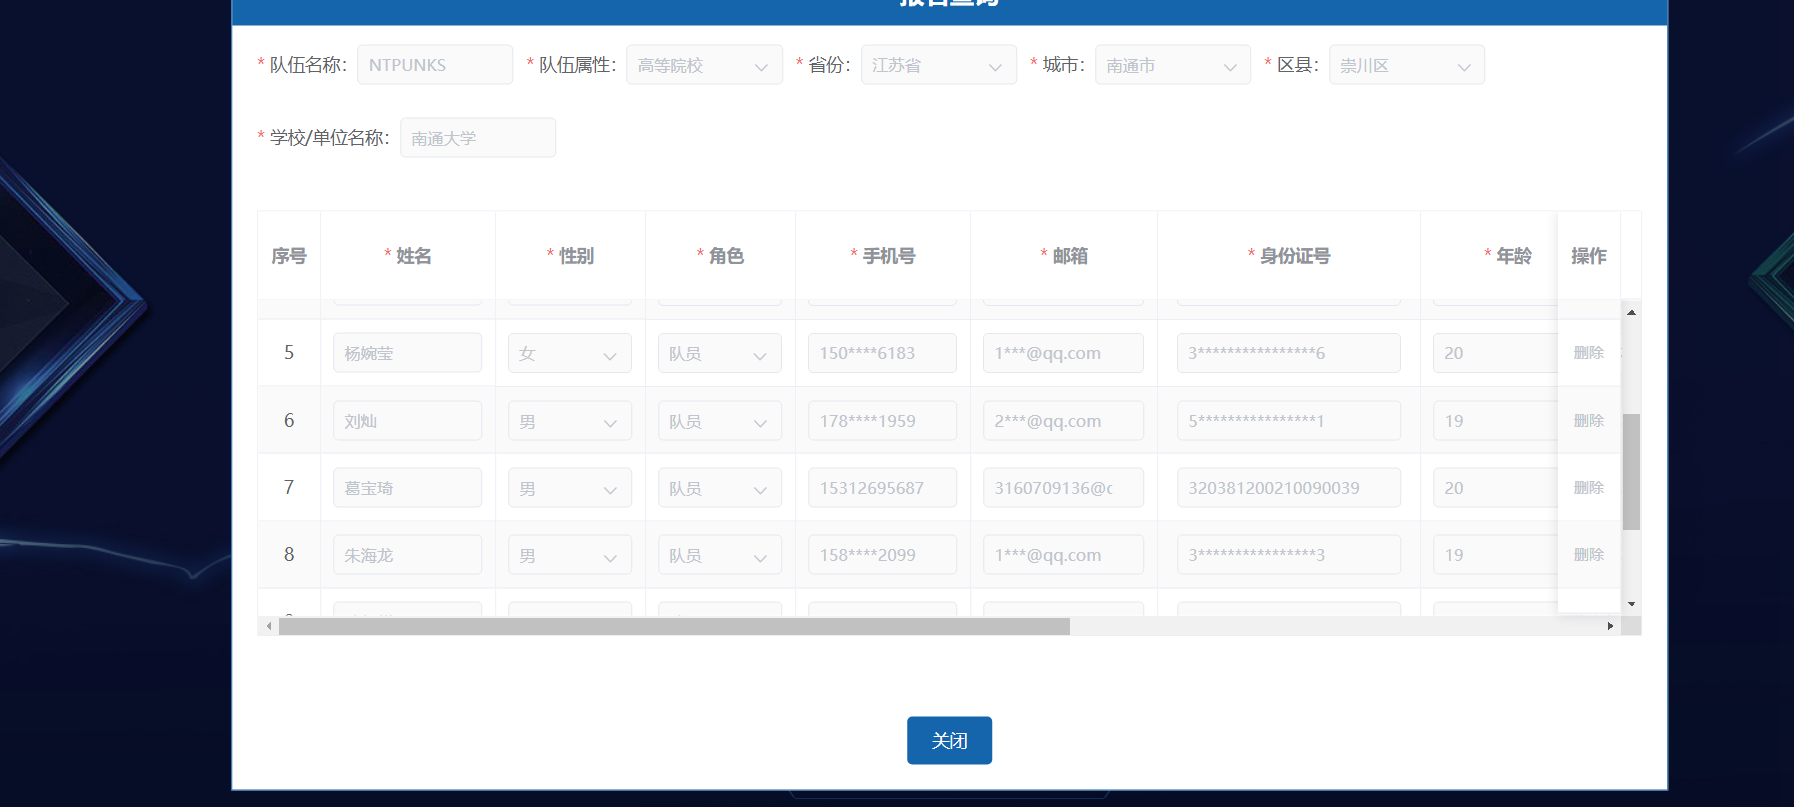 报名查询
* 队伍名称: NTPUNKS * 队伍属性: 高等院校 * 省份: 江苏省 * 城市: 南通市 * 区县: 崇川区
* 学校/单位名称: 南通大学
序号 * 姓名 * 性别 * 角色 * 手机号 * 邮箱 * 身份证号 * 年龄 操作
5 杨婉莹 女 队员 150****6183 1***@qq.com 3****************6 20 删除
6 刘灿 男 队员 178****1959 2***@qq.com 5****************1 19 删除
7 葛宝琦 男 队员 15312695687 3160709136@c 320381200210090039 20 删除
8 朱海龙 男 队员 158****2099 1***@qq.com 3****************3 19 删除
关闭